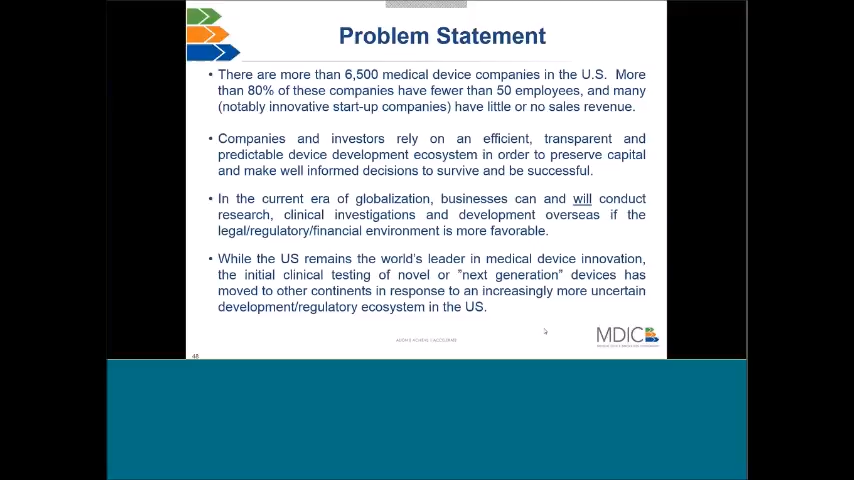 Problem Statement
• There are more than 6,500 medical device companies in the U.S. More
than 80% of these companies have fewer than 50 employees, and many
(notably innovative start-up companies) have little or no sales revenue.
• Companies and investors rely on an efficient, transparent and
predictable device development ecosystem in order to preserve capital
and make well informed decisions to survive and be successful.
• In the current era of globalization, businesses can and will conduct
research, clinical investigations and development overseas if the
legal/regulatory/financial environment is more favorable.
• While the US remains the world's leader in medical device innovation,
the initial clinical testing of novel or ”next generation” devices has
moved to other continents in response to an increasingly more uncertain
development/regulatory ecosystem in the US.
MDIC
48